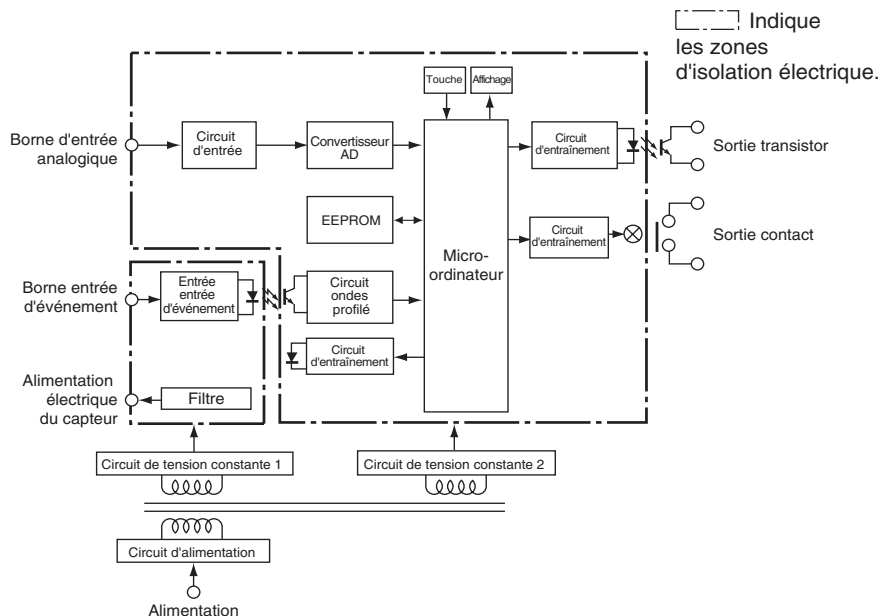 Indique
les zones
d'isolation électrique.
Touche
Affichage
Borne d'entrée
analogique
Circuit
d'entrée
Convertisseur
AD
Circuit
d'entraînement
Sortie transistor
EEPROM
Micro-
ordinateur
Circuit
d'entraînement
Sortie contact
Borne entrée
d'événement
Entrée
entrée
d'événement
Circuit
ondes
profilé
Circuit
d'entraînement
Alimentation
électrique
du capteur
Filtre
Circuit de tension constante 1
Circuit de tension constante 2
Circuit d'alimentation
Alimentation